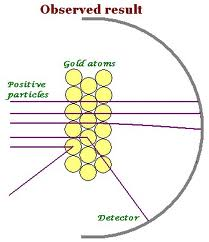 Observed result
Gold atoms
Positive
particles
Detector